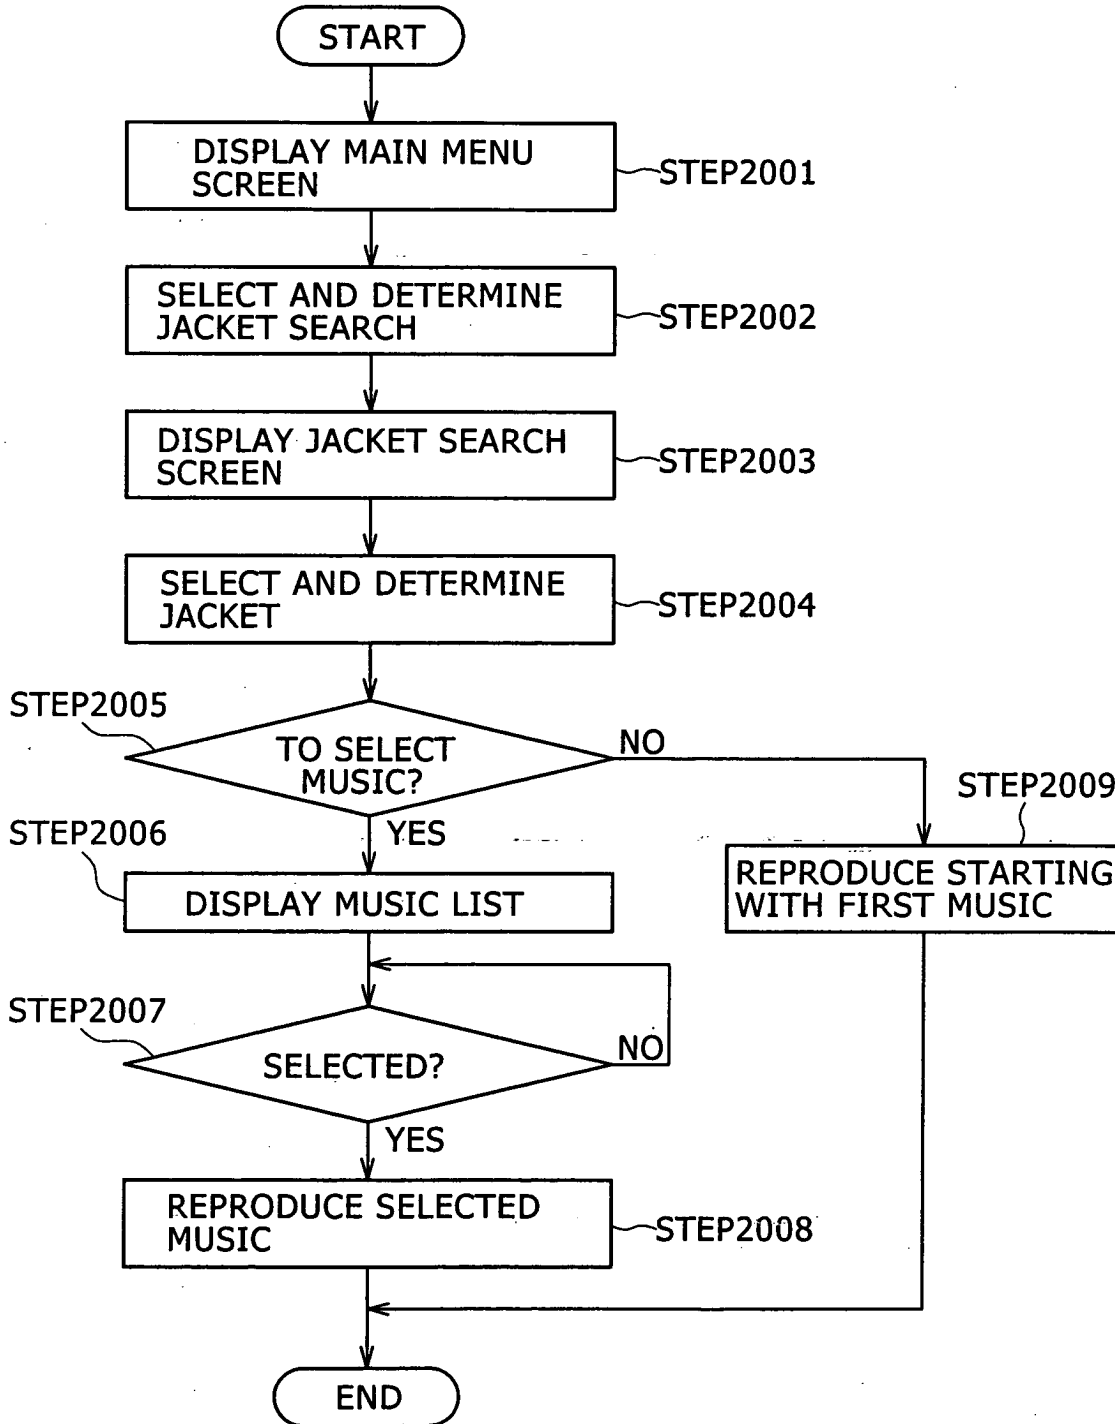 START
DISPLAY MAIN MENU
SCREEN
STEP2001
SELECT AND DETERMINE
JACKET SEARCH
STEP2002
DISPLAY JACKET SEARCH
SCREEN
STEP2003
SELECT AND DETERMINE
JACKET
STEP2004
STEP2005
TO SELECT
MUSIC?
NO
YES
STEP2009
REPRODUCE STARTING
WITH FIRST MUSIC
STEP2006
DISPLAY MUSIC LIST
STEP2007
SELECTED?
NO
YES
REPRODUCE SELECTED
MUSIC
STEP2008
END